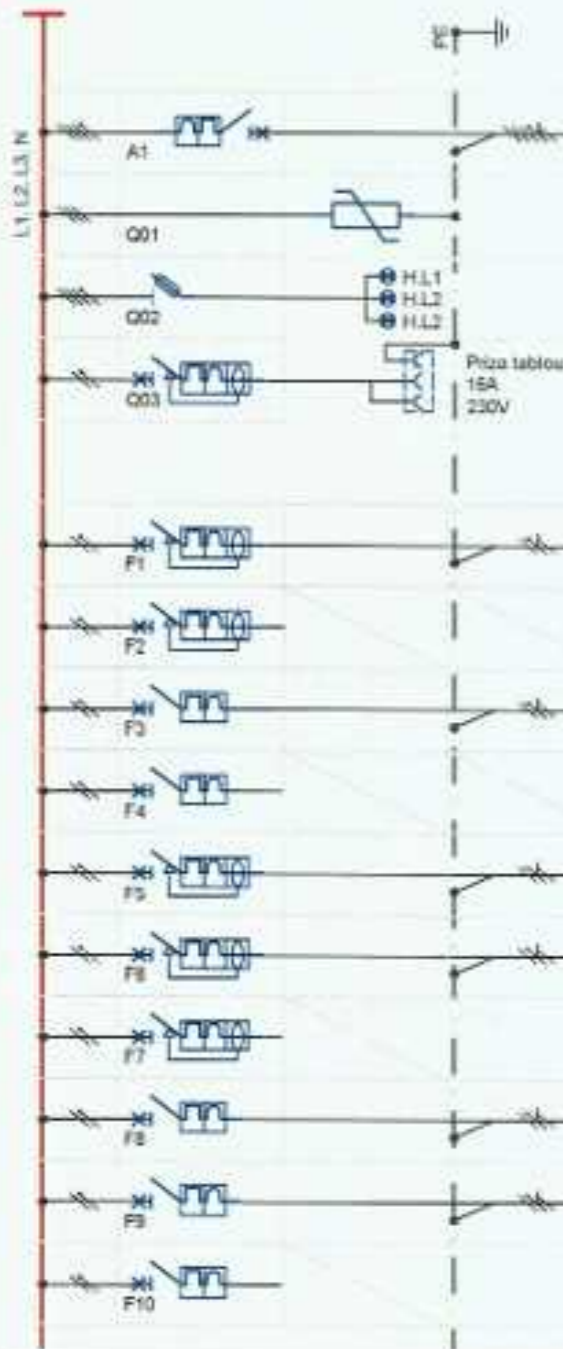 PE
L1, L2, L3, N
A1
Q01
Q02
H.L1
H.L2
H.L2
Q03
Priza tablou
16A
230V
F1
F2
F3
F4
F5
F6
F7
F8
F9
F10